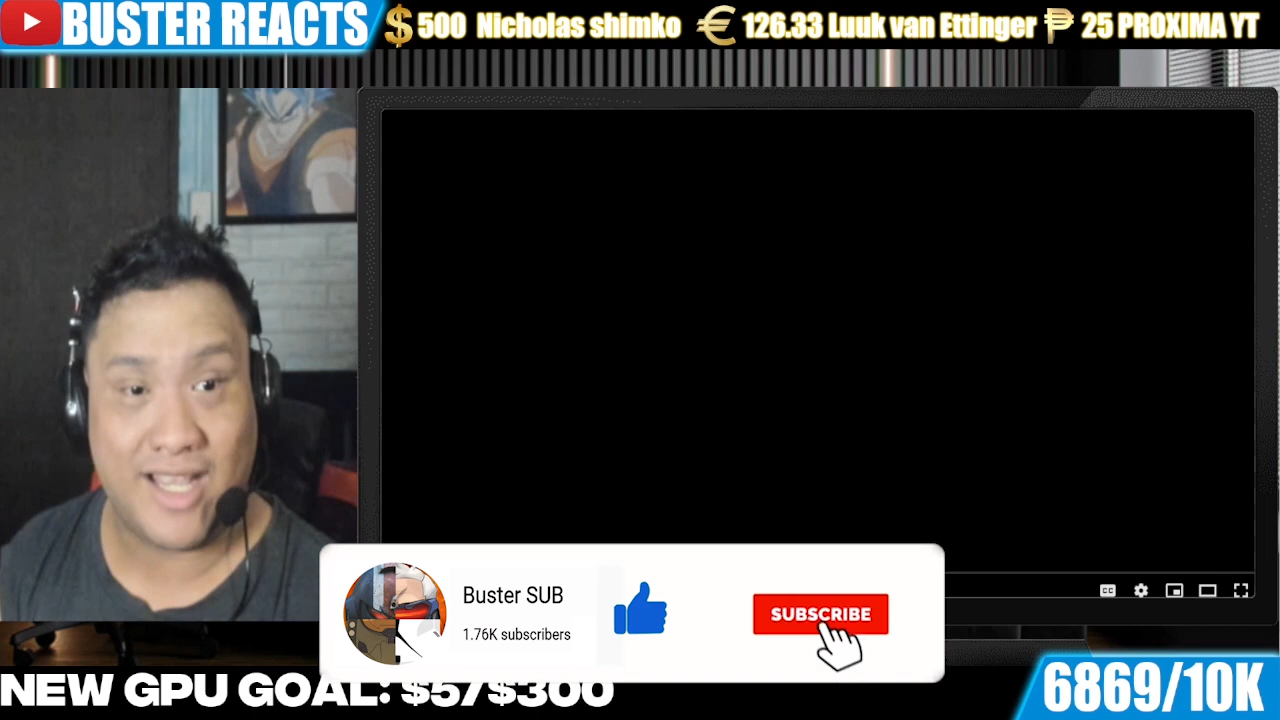 BUSTER REACTS
$ 500 Nicholas shimko € 126.33 Luuk van Ettinger ₱ 25 PROXIMA YT
Buster SUB
1.76K subscribers
SUBSCRIBE
CC
NEW GPU GOAL: $57$300
6869/10K